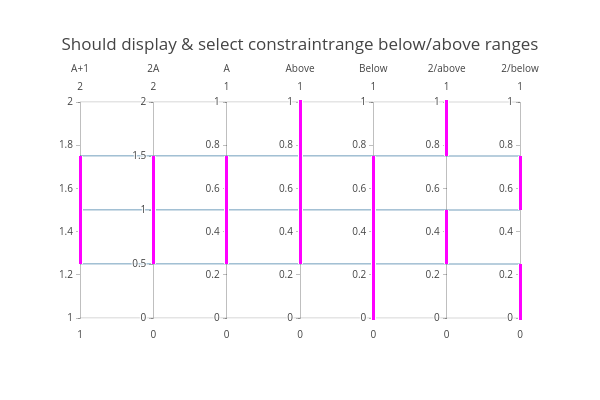 Should display & select constraintrange below/above ranges
A+1 2A A Above Below 2/above 2/below
2 2 1 1 1 1 1
2 2 1 1 1 1 1
1.8 0.8 0.8 0.8 0.8 0.8
1.5
1.6 0.6 0.6 0.6 0.6 0.6
1
1.4 0.4 0.4 0.4 0.4 0.4
0.5
1.2 0.2 0.2 0.2 0.2 0.2
1 0 0 0 0 0 0
1 0 0 0 0 0 0